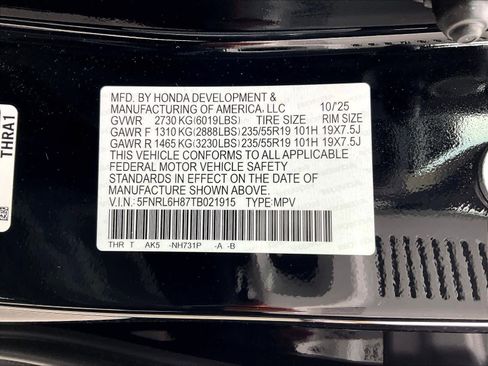 MFD. BY HONDA DEVELOPMENT &
MANUFACTURING OF AMERICA, LLC 10/'25
GVWR 2730 KG(6019LBS) TIRE SIZE RIM SIZE
GAWR F 1310 KG(2888LBS) 235/55R19 101H 19X7.5J
GAWR R 1465 KG(3230LBS) 235/55R19 101H 19X7.5J
THIS VEHICLE CONFORMS TO ALL APPLICABLE
FEDERAL MOTOR VEHICLE SAFETY
STANDARDS IN EFFECT ON THE DATE OF
MANUFACTURE SHOWN ABOVE.
V.I.N: 5FNRL6H87TB021915 TYPE:MPV
THR T AK5 -NH731P -A -B
THRA1